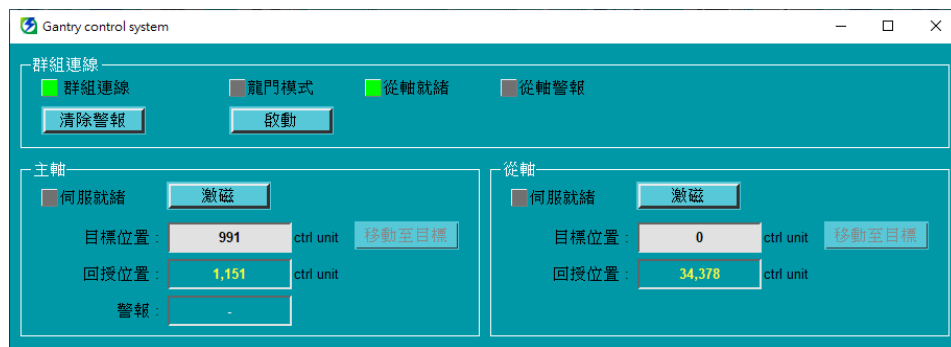 Gantry control system
群組連線
群組連線 龍門模式 從軸就緒 從軸警報
清除警報 啟動
主軸
伺服就緒 激磁
目標位置 : 991 ctrl unit 移動至目標
回授位置 : 1,151 ctrl unit
警報 : -
從軸
伺服就緒 激磁
目標位置 : 0 ctrl unit 移動至目標
回授位置 : 34,378 ctrl unit